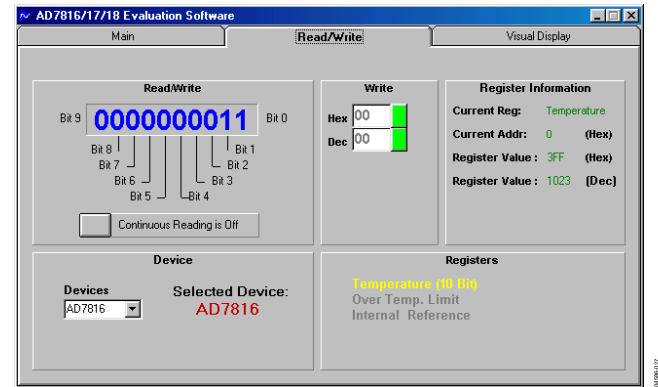 AD7816/17/18 Evaluation Software
Main
Read/Write
Visual Display
Read/Write
Bit 9 0000000011 Bit 0
Bit 8 Bit 1
Bit 7 Bit 2
Bit 6 Bit 3
Bit 5 Bit 4
Continuous Reading is Off
Write
Hex 00
Dec 00
Register Information
Current Reg: Temperature
Current Addr: 0 (Hex)
Register Value : 3FF (Hex)
Register Value : 1023 (Dec)
Device
Devices
AD7816
Selected Device:
AD7816
Registers
Temperature (10 Bit)
Over Temp. Limit
Internal Reference
04586-027